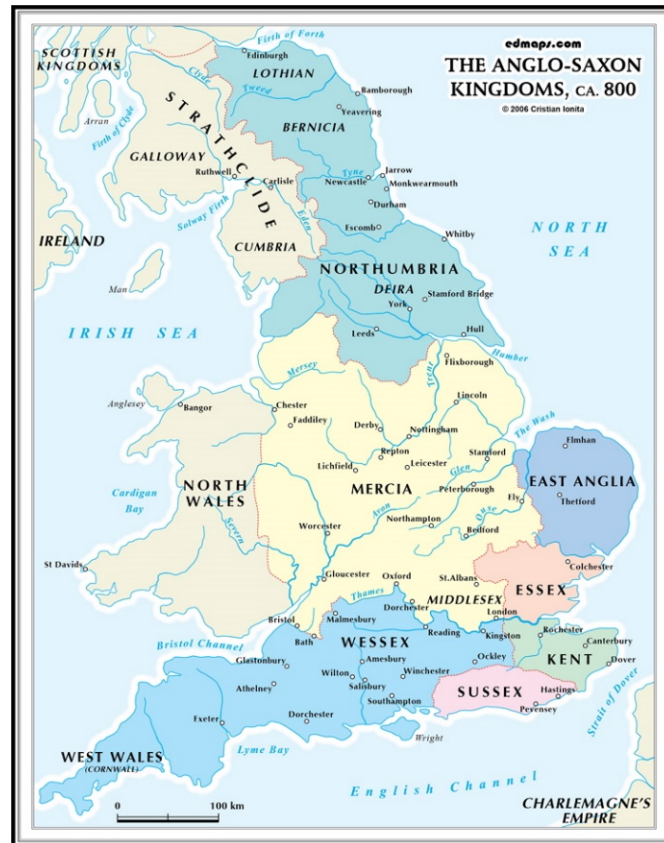 edmaps.com
THE ANGLO-SAXON
KINGDOMS, CA. 800
© 2006 Cristian Ionita
SCOTTISH
KINGDOMS
Firth of Forth
Edinburgh
LOTHIAN
Clyde
Tweed
Bamborough
Yeavering
Arran
Firth of Clyde
STRATHCLIDE
BERNICIA
GALLOWAY
Ruthwell
Carlisle
Tyne
Jarrow
Newcastle
Monkwearmouth
Durham
Solway Firth
Eden
Escomb
Whitby
IRELAND
CUMBRIA
NORTH
SEA
Man
NORTHUMBRIA
DEIRA
Stamford Bridge
York
IRISH SEA
Leeds
Hull
Humber
Flixborough
Mersey
Trent
Anglesey
Bangor
Chester
Lincoln
Faddiley
Derby
Nottingham
The Wash
Elmhan
Repton
Stamford
Lichfield
Leicester
Glen
EAST ANGLIA
NORTH
WALES
MERCIA
Peterborough
Ely
Thetford
Cardigan
Bay
Avon
Ouse
Severn
Worcester
Northampton
Bedford
St Davids
Colchester
Gloucester
Oxford
St.Albans
ESSEX
Thames
Dorchester
MIDDLESEX
Bristol
Malmesbury
London
Reading
Kingston
Rochester
Bristol Channel
Bath
WESSEX
Canterbury
Glastonbury
Amesbury
Ockley
KENT
Dover
Wilton
Winchester
Athelney
Salisbury
SUSSEX
Hastings
Southampton
Pevensey
Strait of Dover
Exeter
Dorchester
Wright
WEST WALES
(CORNWALL)
Lyme Bay
English Channel
0
100 km
CHARLEMAGNE'S
EMPIRE